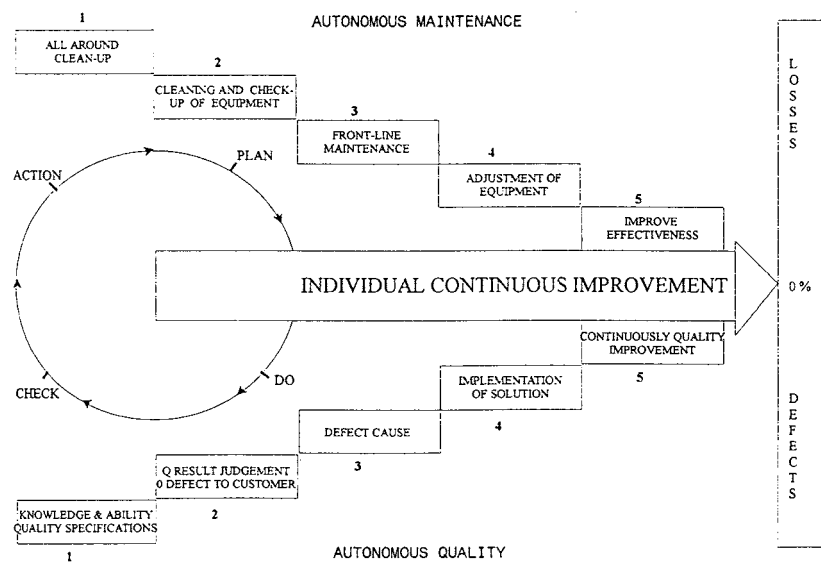 AUTONOMOUS MAINTENANCE
1
ALL AROUND
CLEAN-UP
2
CLEANING AND CHECK-
UP OF EQUIPMENT
3
FRONT-LINE
MAINTENANCE
4
ADJUSTMENT OF
EQUIPMENT
5
IMPROVE
EFFECTIVENESS
PLAN
ACTION
INDIVIDUAL CONTINUOUS IMPROVEMENT
CHECK
DO
CONTINUOUSLY QUALITY
IMPROVEMENT
5
IMPLEMENTATION
OF SOLUTION
4
DEFECT CAUSE
3
Q RESULT JUDGEMENT
0 DEFECT TO CUSTOMER
2
KNOWLEDGE & ABILITY
QUALITY SPECIFICATIONS
1
AUTONOMOUS QUALITY
LOSSES
0%
DEFECTS